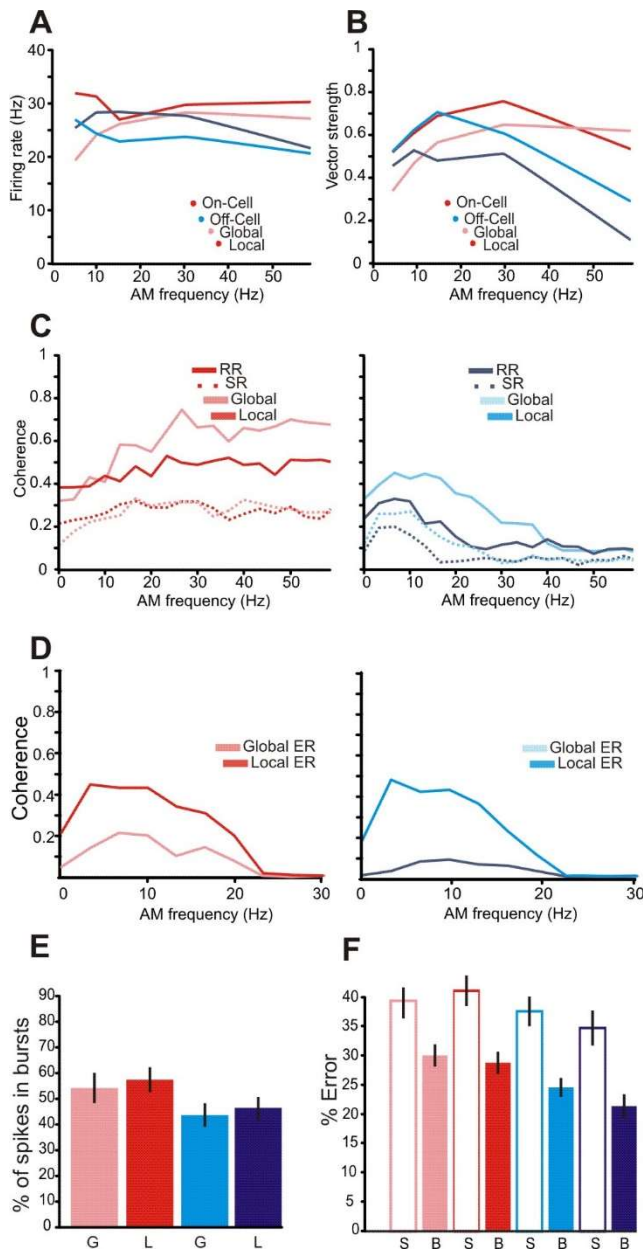 A
Firing rate (Hz)
40
30
20
10
0
0 10 20 30 40 50
AM frequency (Hz)
On-Cell
Off-Cell
Global
Local
B
Vector strength
1
0.8
0.6
0.4
0.2
0
0 10 20 30 40 50
AM frequency (Hz)
On-Cell
Off-Cell
Global
Local
C
Coherence
1
0.8
0.6
0.4
0.2
0
0 10 20 30 40 50
AM frequency (Hz)
RR
SR
Global
Local
0 10 20 30 40 50
AM frequency (Hz)
RR
SR
Global
Local
D
Coherence
1
0.8
0.6
0.4
0.2
0 10 20 30
AM frequency (Hz)
Global ER
Local ER
0 10 20 30
AM frequency (Hz)
Global ER
Local ER
E
% of spikes in bursts
90
80
70
60
50
40
30
20
10
0
G L G L
F
% Error
40
35
30
25
20
15
10
0
S B S B S B S B